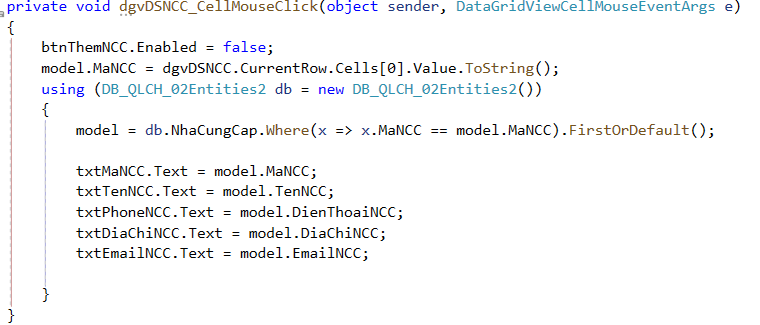 private void dgvDSNCC_CellMouseClick(object sender, DataGridViewCellMouseEventArgs e)
{
btnThemNCC.Enabled = false;
model.MaNCC = dgvDSNCC.CurrentRow.Cells[0].Value.ToString();
using (DB_QLCH_02Entities2 db = new DB_QLCH_02Entities2())
{
model = db.NhaCungCap.Where(x => x.MaNCC == model.MaNCC).FirstOrDefault();
txtMaNCC.Text = model.MaNCC;
txtTenNCC.Text = model.TenNCC;
txtPhoneNCC.Text = model.DienThoaiNCC;
txtDiaChiNCC.Text = model.DiaChiNCC;
txtEmailNCC.Text = model.EmailNCC;
}
}